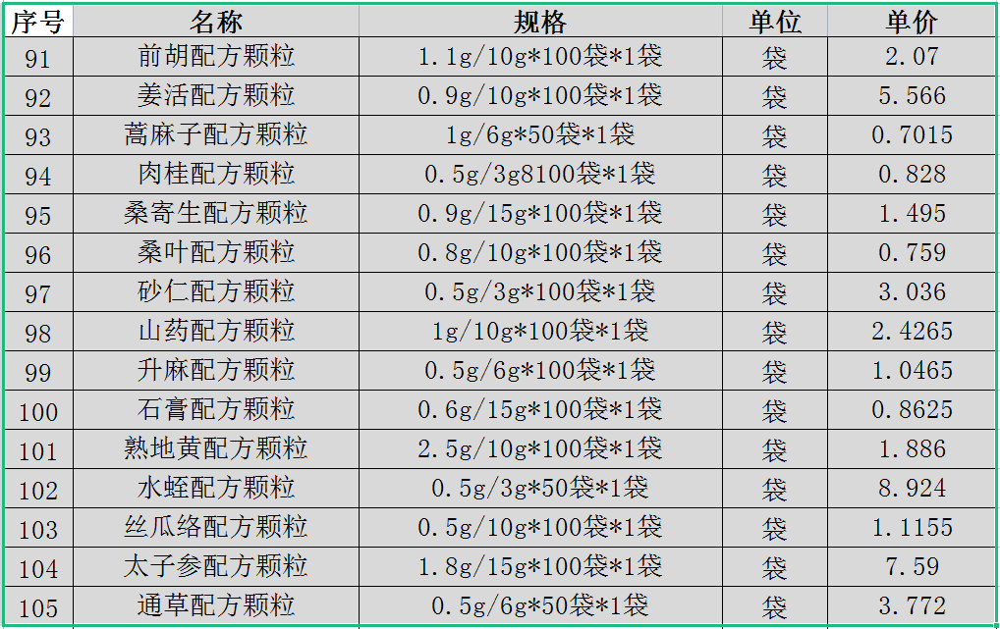 序号 名称 规格 单位 单价
91 前胡配方颗粒 1.1g/10g*100袋*1袋 袋 2.07
92 姜活配方颗粒 0.9g/10g*100袋*1袋 袋 5.566
93 蒿麻子配方颗粒 1g/6g*50袋*1袋 袋 0.7015
94 肉桂配方颗粒 0.5g/3g8100袋*1袋 袋 0.828
95 桑寄生配方颗粒 0.9g/15g*100袋*1袋 袋 1.495
96 桑叶配方颗粒 0.8g/10g*100袋*1袋 袋 0.759
97 砂仁配方颗粒 0.5g/3g*100袋*1袋 袋 3.036
98 山药配方颗粒 1g/10g*100袋*1袋 袋 2.4265
99 升麻配方颗粒 0.5g/6g*100袋*1袋 袋 1.0465
100 石膏配方颗粒 0.6g/15g*100袋*1袋 袋 0.8625
101 熟地黄配方颗粒 2.5g/10g*100袋*1袋 袋 1.886
102 水蛭配方颗粒 0.5g/3g*50袋*1袋 袋 8.924
103 丝瓜络配方颗粒 0.5g/10g*100袋*1袋 袋 1.1155
104 太子参配方颗粒 1.8g/15g*100袋*1袋 袋 7.59
105 通草配方颗粒 0.5g/6g*50袋*1袋 袋 3.772